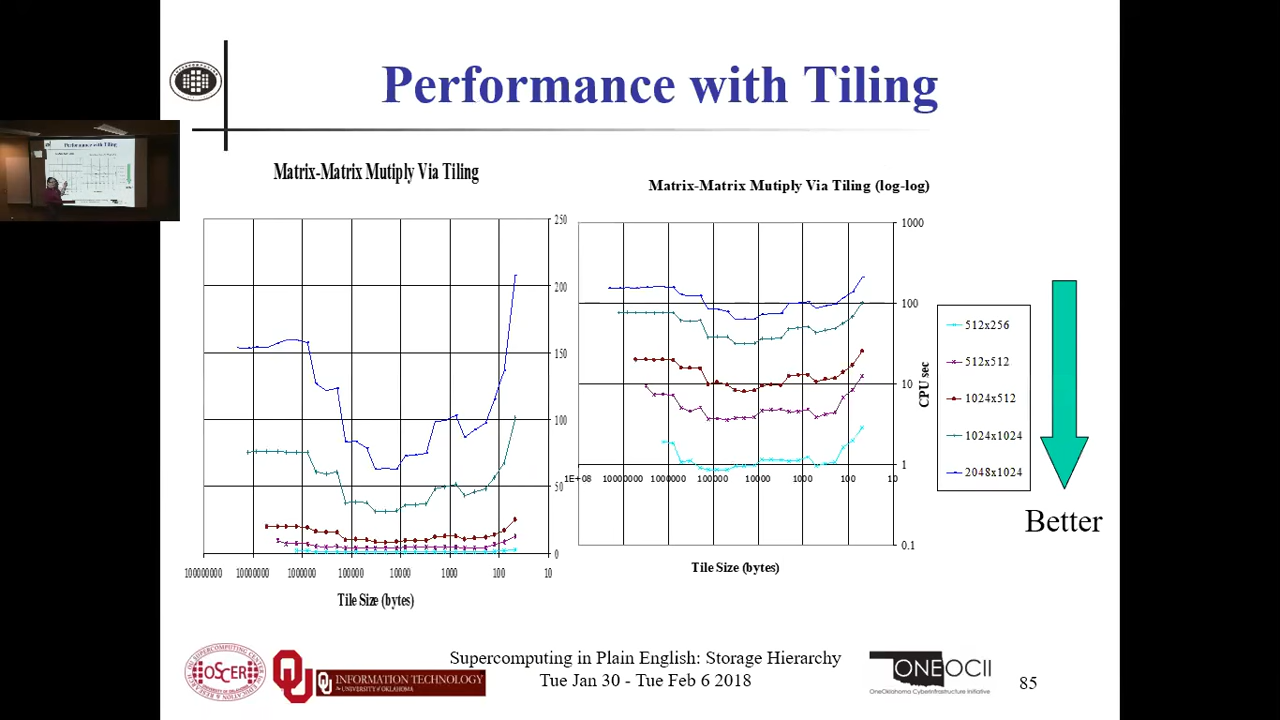 Performance with Tiling
Matrix-Matrix Mutiply Via Tiling
250
200
150
100
50
0
100000000 10000000 1000000 100000 10000 1000 100 10
Tile Size (bytes)
Matrix-Matrix Mutiply Via Tiling (log-log)
1000
100
10
1
0.1
1E+08 10000000 1000000 100000 10000 1000 100 10
CPU sec
Tile Size (bytes)
512x256
512x512
1024x512
1024x1024
2048x1024
Better
OSCER
INFORMATION TECHNOLOGY
The UNIVERSITY of OKLAHOMA
Supercomputing in Plain English: Storage Hierarchy
Tue Jan 30 - Tue Feb 6 2018
ONEOCII
OneOklahoma Cyberinfrastructure Initiative
85